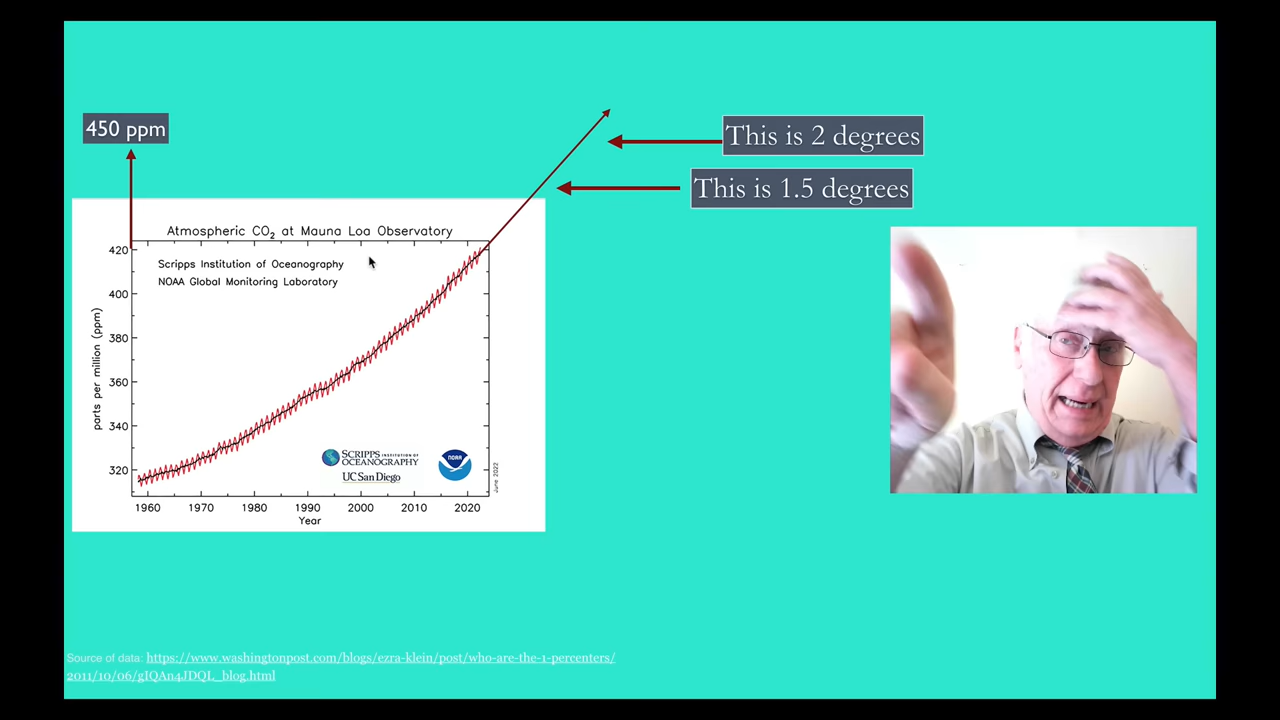 450 ppm
This is 2 degrees
This is 1.5 degrees
Atmospheric CO₂ at Mauna Loa Observatory
Scripps Institution of Oceanography
NOAA Global Monitoring Laboratory
parts per million (ppm)
420
400
380
360
340
320
SCRIPPS INSTITUTION OF
OCEANOGRAPHY
UC San Diego
NOAA
June 2022
1960 1970 1980 1990 2000 2010 2020
Year
Source of data: https://www.washingtonpost.com/blogs/ezra-klein/post/who-are-the-1-percenters/
2011/10/06/gIQAn4JDQL_blog.html